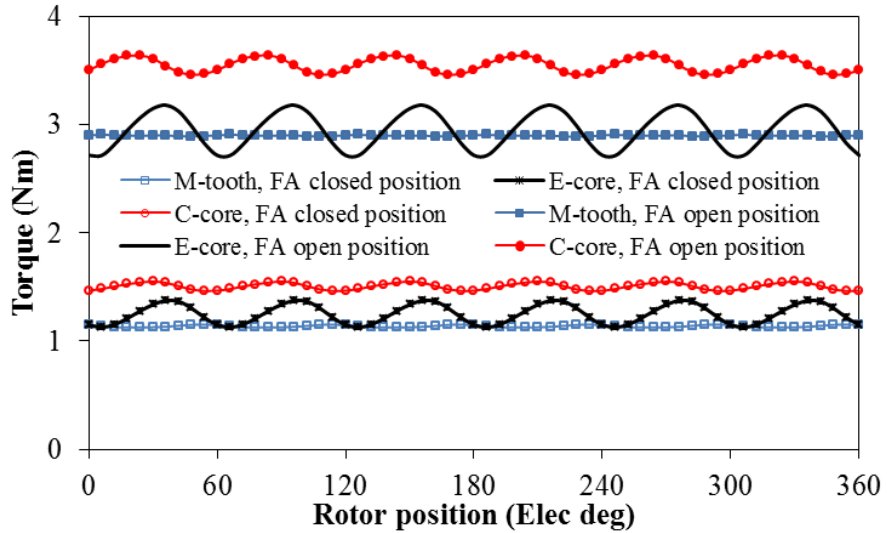 4
3
2
1
0
Torque (Nm)
M-tooth, FA closed position
E-core, FA closed position
C-core, FA closed position
M-tooth, FA open position
E-core, FA open position
C-core, FA open position
0 60 120 180 240 300 360
Rotor position (Elec deg)